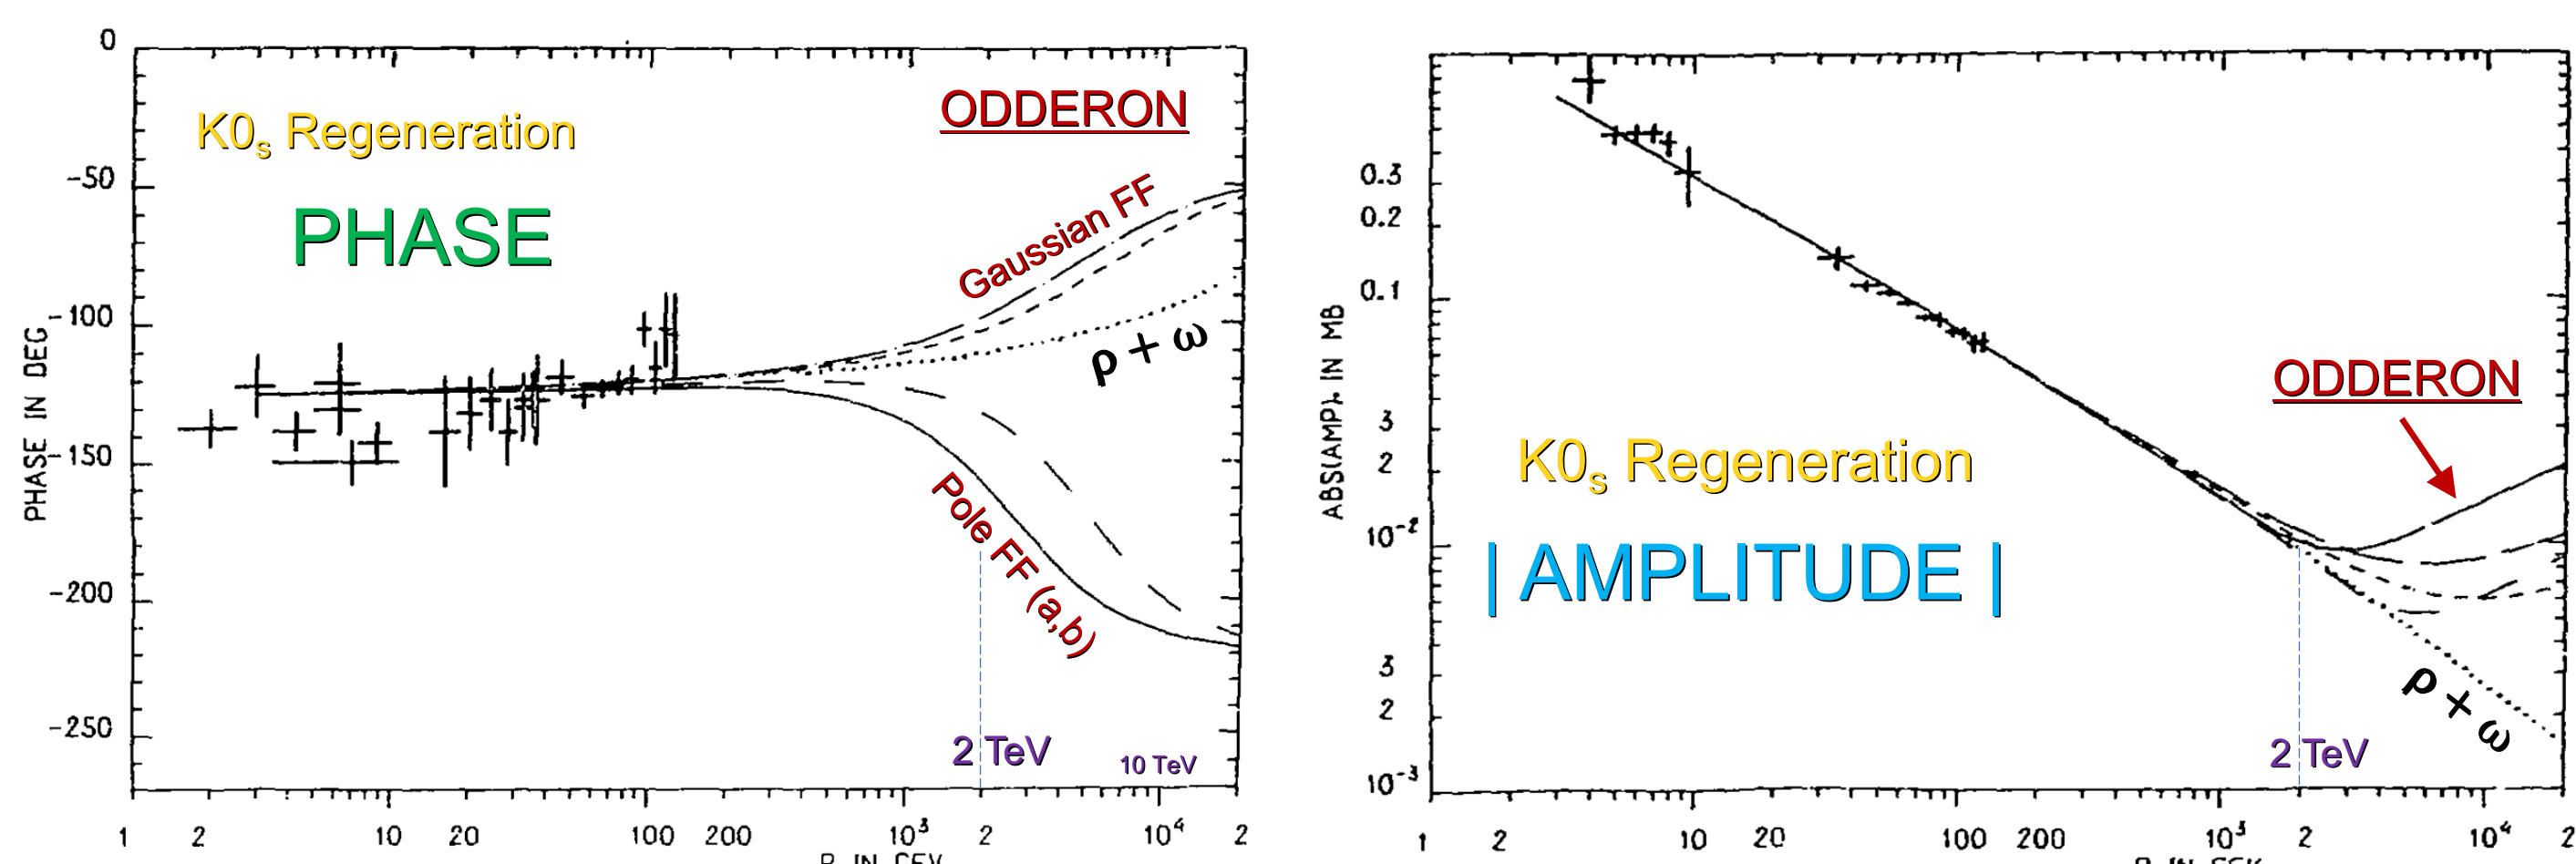 0
-50
-100
-150
-200
-250
PHASE IN DEG
K0s Regeneration
PHASE
ODDERON
Gaussian FF
ρ + ω
Pole FF (a,b)
2 TeV
10 TeV
1 2 10 20 100 200 10³ 2 10⁴ 2
0.3
0.2
0.1
3
2
10⁻²
3
2
10⁻³
ABS(AMP). IN MB
K0s Regeneration
| AMPLITUDE |
ODDERON
ρ + ω
2 TeV
1 2 10 20 100 200 10³ 2 10⁴ 2